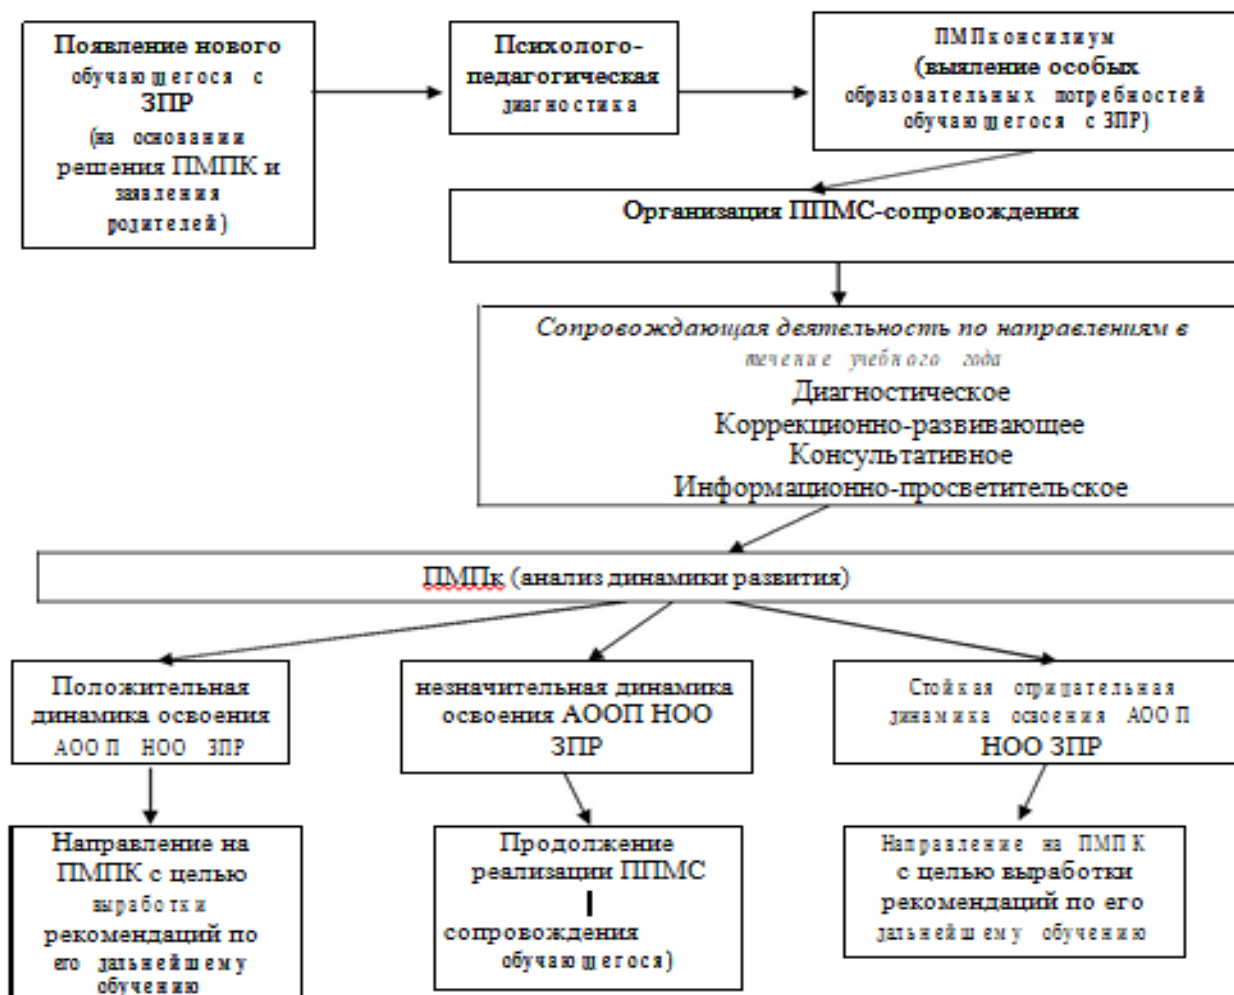 Появление нового
обучающегося с
ЗПР
(на основании
решения ПМПК и
заявления
родителей)
Психолого-
педагогическая
диагностика
ПМПконсилиум
(выяление особых
образовательных потребностей
обучающегося с ЗПР)
Организация ППМС-сопровождения
Сопровождающая деятельность по направлениям в
течение учебного года
Диагностическое
Коррекционно-развивающее
Консультативное
Информационно-просветительское
ПМПк (анализ динамики развития)
Положительная
динамика освоения
АООП НОО ЗПР
незначительная динамика
освоения АООП НОО
ЗПР
Стойкая отрицательная
динамика освоения АООП
НОО ЗПР
Направление на
ПМПК с целью
выработки
рекомендаций по
его дальнейшему
обучению
Продолжение
реализации ППМС
сопровождения
обучающегося)
Направление на ПМПК
с целью выработки
рекомендаций по его
дальнейшему обучению